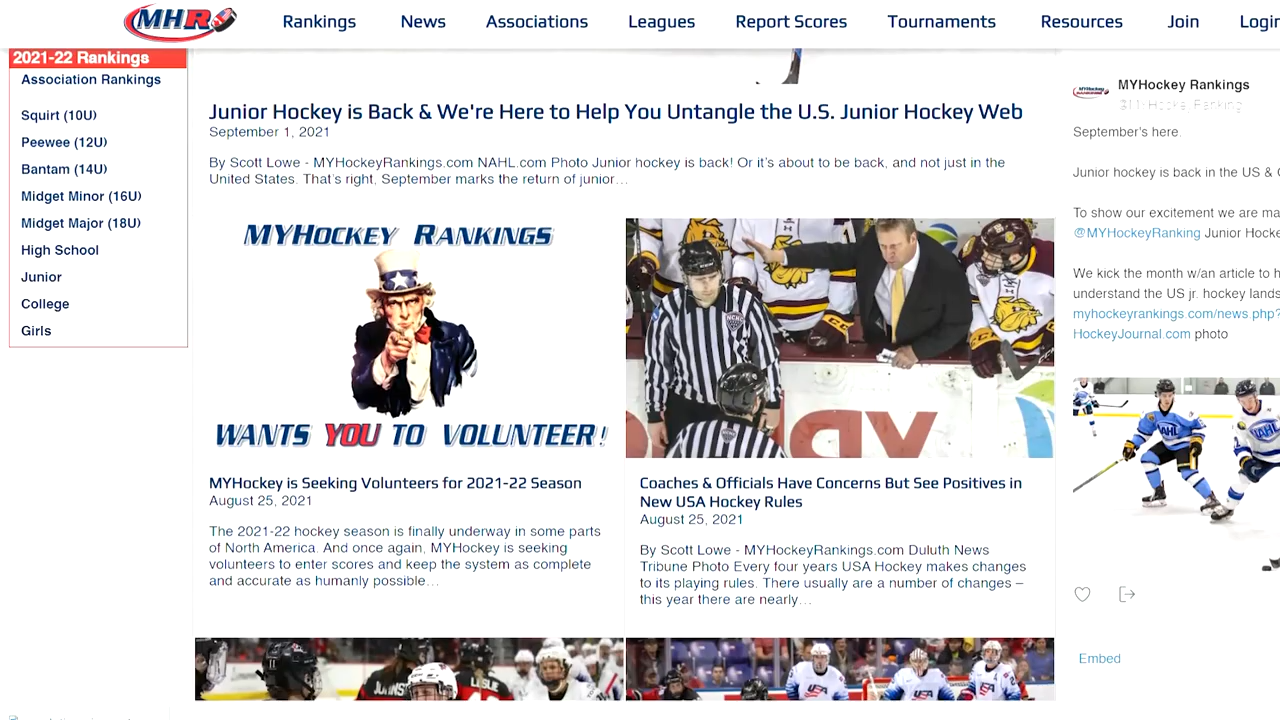 MHR
Rankings
News
Associations
Leagues
Report Scores
Tournaments
Resources
Join
Login
2021-22 Rankings
Association Rankings
Squirt (10U)
Peewee (12U)
Bantam (14U)
Midget Minor (16U)
Midget Major (18U)
High School
Junior
College
Girls
Junior Hockey is Back & We're Here to Help You Untangle the U.S. Junior Hockey Web
September 1, 2021
By Scott Lowe - MYHockeyRankings.com NAHL.com Photo Junior hockey is back! Or it's about to be back, and not just in the
United States. That's right, September marks the return of junior...
MYHOCKEY RANKINGS
WANTS YOU TO VOLUNTEER!
MYHockey is Seeking Volunteers for 2021-22 Season
August 25, 2021
The 2021-22 hockey season is finally underway in some parts
of North America. And once again, MYHockey is seeking
volunteers to enter scores and keep the system as complete
and accurate as humanly possible...
Coaches & Officials Have Concerns But See Positives in
New USA Hockey Rules
August 25, 2021
By Scott Lowe - MYHockeyRankings.com Duluth News
Tribune Photo Every four years USA Hockey makes changes
to its playing rules. There usually are a number of changes –
this year there are nearly...
MYHockey Rankings
September's here.
Junior hockey is back in the US &
To show our excitement we are ma
@MYHockeyRanking Junior Hocke
We kick the month w/an article to h
understand the US jr. hockey lands
myhockeyrankings.com/news.php?
HockeyJournal.com photo
NAHL
NAHL
Embed
LESLIE
USA
USA
USA